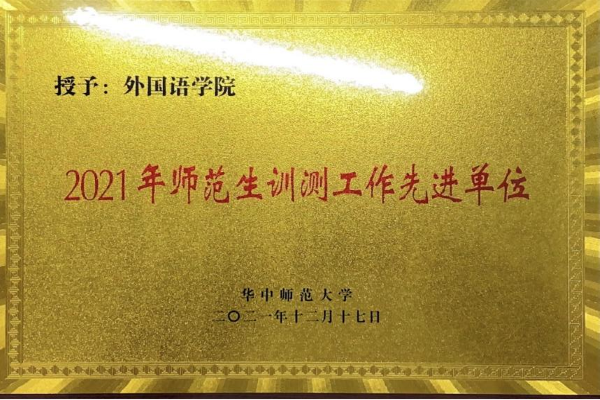 授予：外国语学院
2021年师范生训测工作先进单位
华中师范大学
二〇二一年十二月十七日